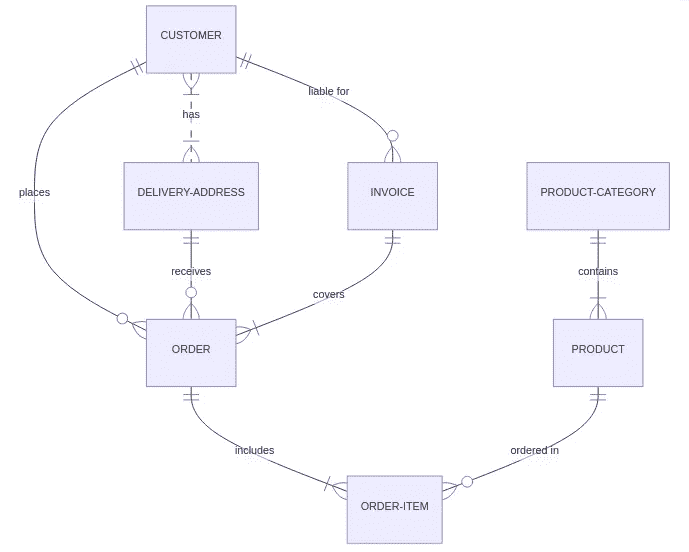 CUSTOMER
liable for
has
places
DELIVERY-ADDRESS
INVOICE
PRODUCT-CATEGORY
receives
contains
covers
ORDER
PRODUCT
includes
ordered in
ORDER-ITEM